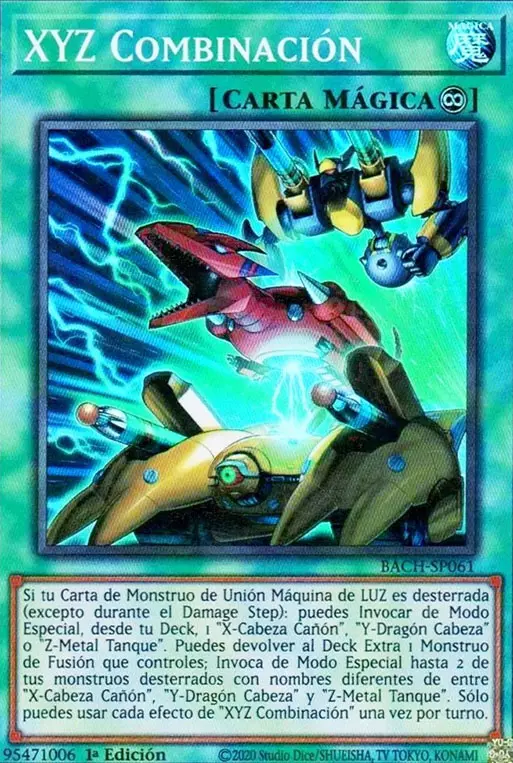 XYZ Combinación
MÁGICA
魔
[Carta Mágica]
BACH-SP061
Si tu Carta de Monstruo de Unión Máquina de LUZ es desterrada
(excepto durante el Damage Step): puedes Invocar de Modo
Especial, desde tu Deck, 1 "X-Cabeza Cañón", "Y-Dragón Cabeza"
o "Z-Metal Tanque". Puedes devolver al Deck Extra 1 Monstruo
de Fusión que controles; Invoca de Modo Especial hasta 2 de
tus monstruos desterrados con nombres diferentes de entre
"X-Cabeza Cañón", "Y-Dragón Cabeza" y "Z-Metal Tanque". Sólo
puedes usar cada efecto de "XYZ Combinación" una vez por turno.
95471006 1ª Edición ©2020 Studio Dice/SHUEISHA, TV TOKYO, KONAMI